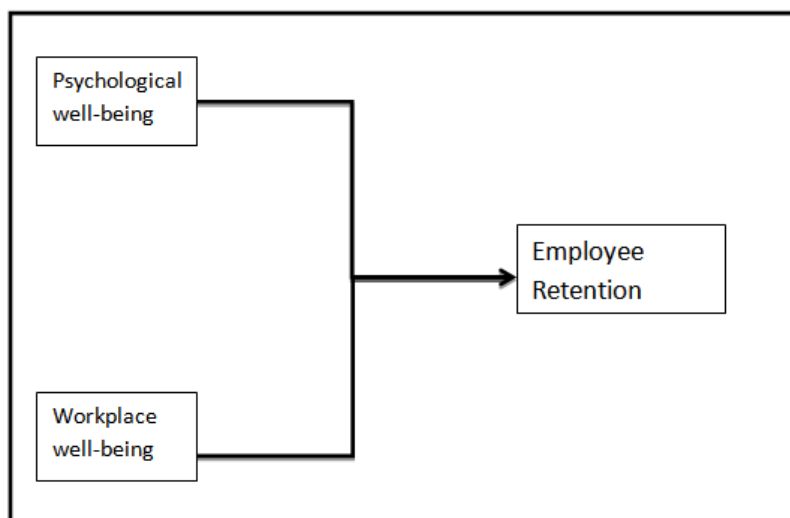 Psychological
well-being
Employee
Retention
Workplace
well-being